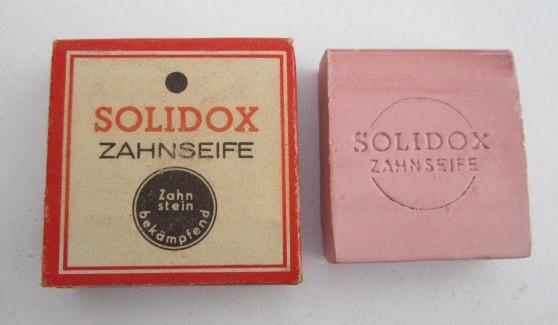 SOLIDOX
ZAHNSEIFE
Zahn
stein
bekämpfend
SOLIDOX
ZAHNSEIFE